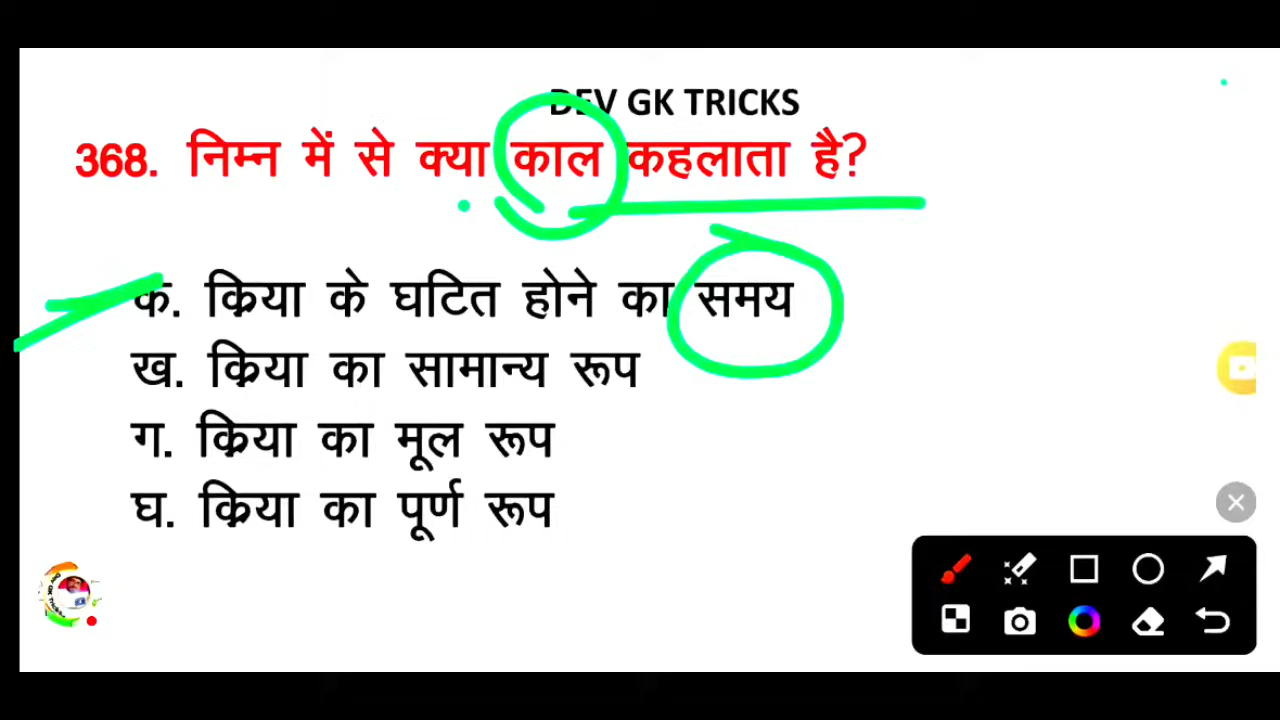 DEV GK TRICKS
368. निम्न में से क्या काल कहलाता है?
क. क्रिया के घटित होने का समय
ख. क्रिया का सामान्य रूप
ग. क्रिया का मूल रूप
घ. क्रिया का पूर्ण रूप